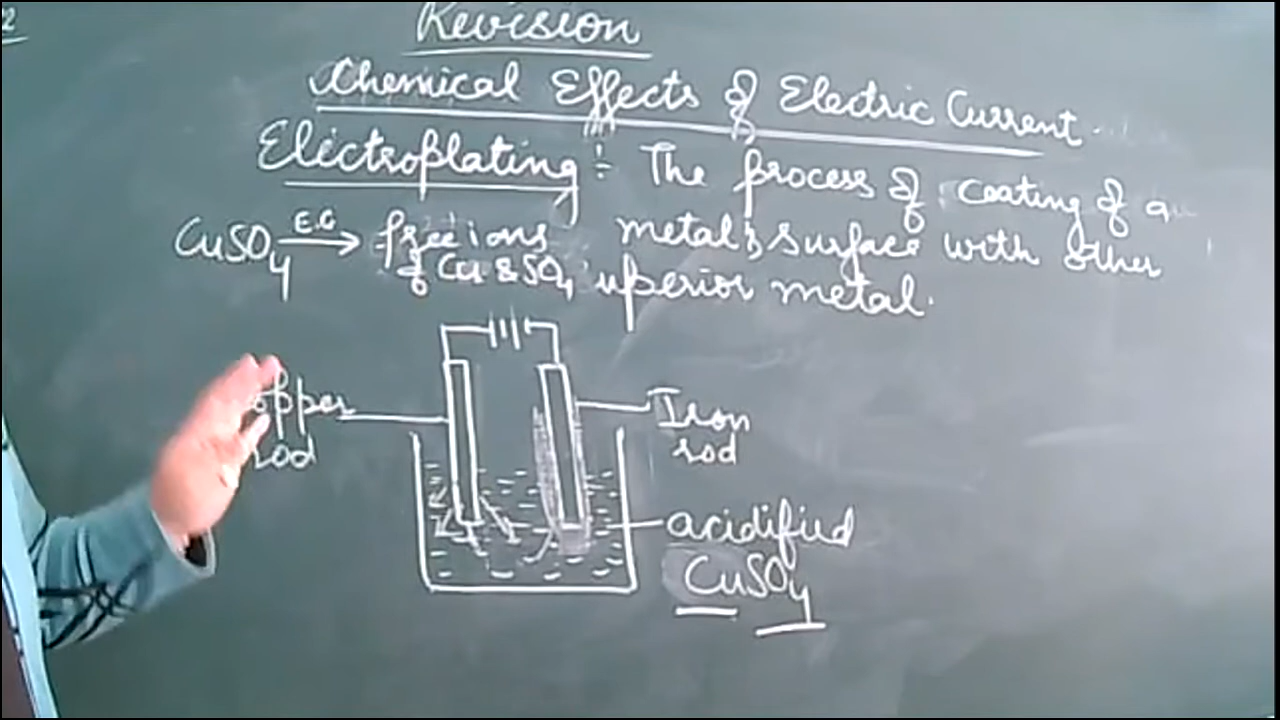 Revision
Chemical Effects of Electric Current
Electroplating :- The process of coating of a
CuSO4 E.C → free ions metal's surface with other
of Cu & SO4 superior metal.
opper
rod
Iron
rod
acidified
CuSO4